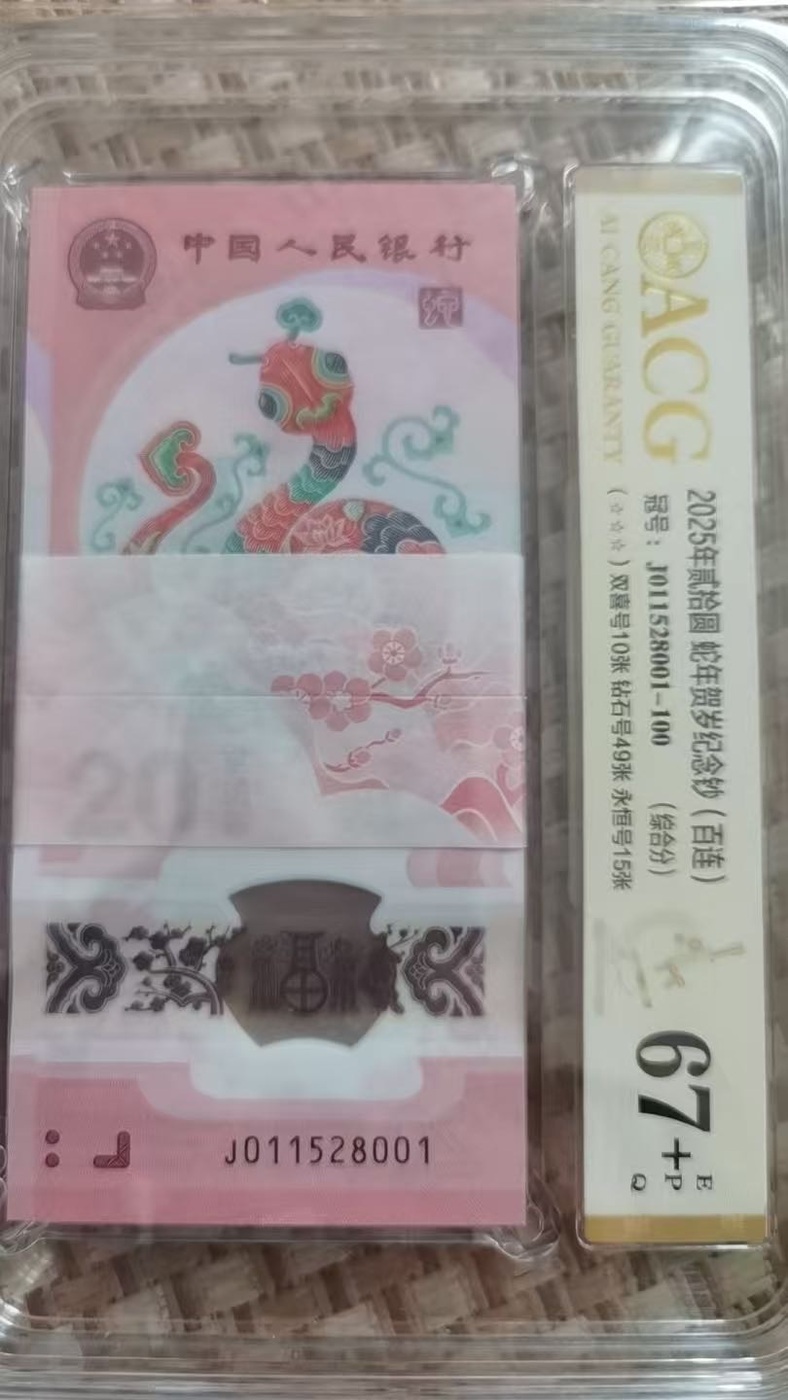 中国人民银行
20
J011528001
ACG
AI CANG GUARANTY
2025年贰拾圆 蛇年贺岁纪念钞（百连）
冠号：J011528001-100 （综合分）
（☆☆☆）双喜号10张 钻石号49张 永恒号15张
67+
E
P
Q